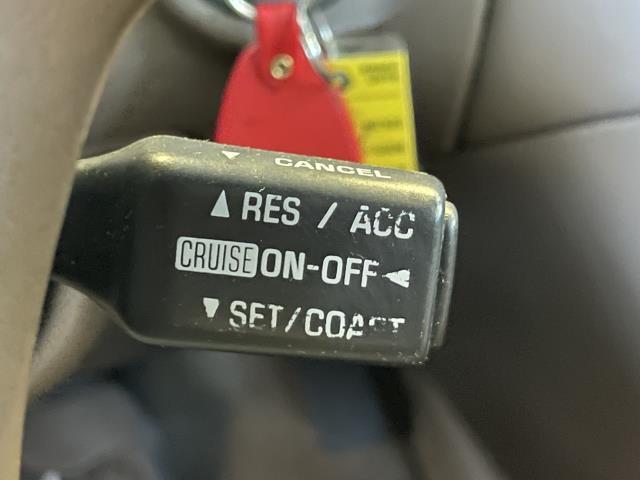 CANCEL
RES / ACC
CRUISE ON-OFF
SET/COAST